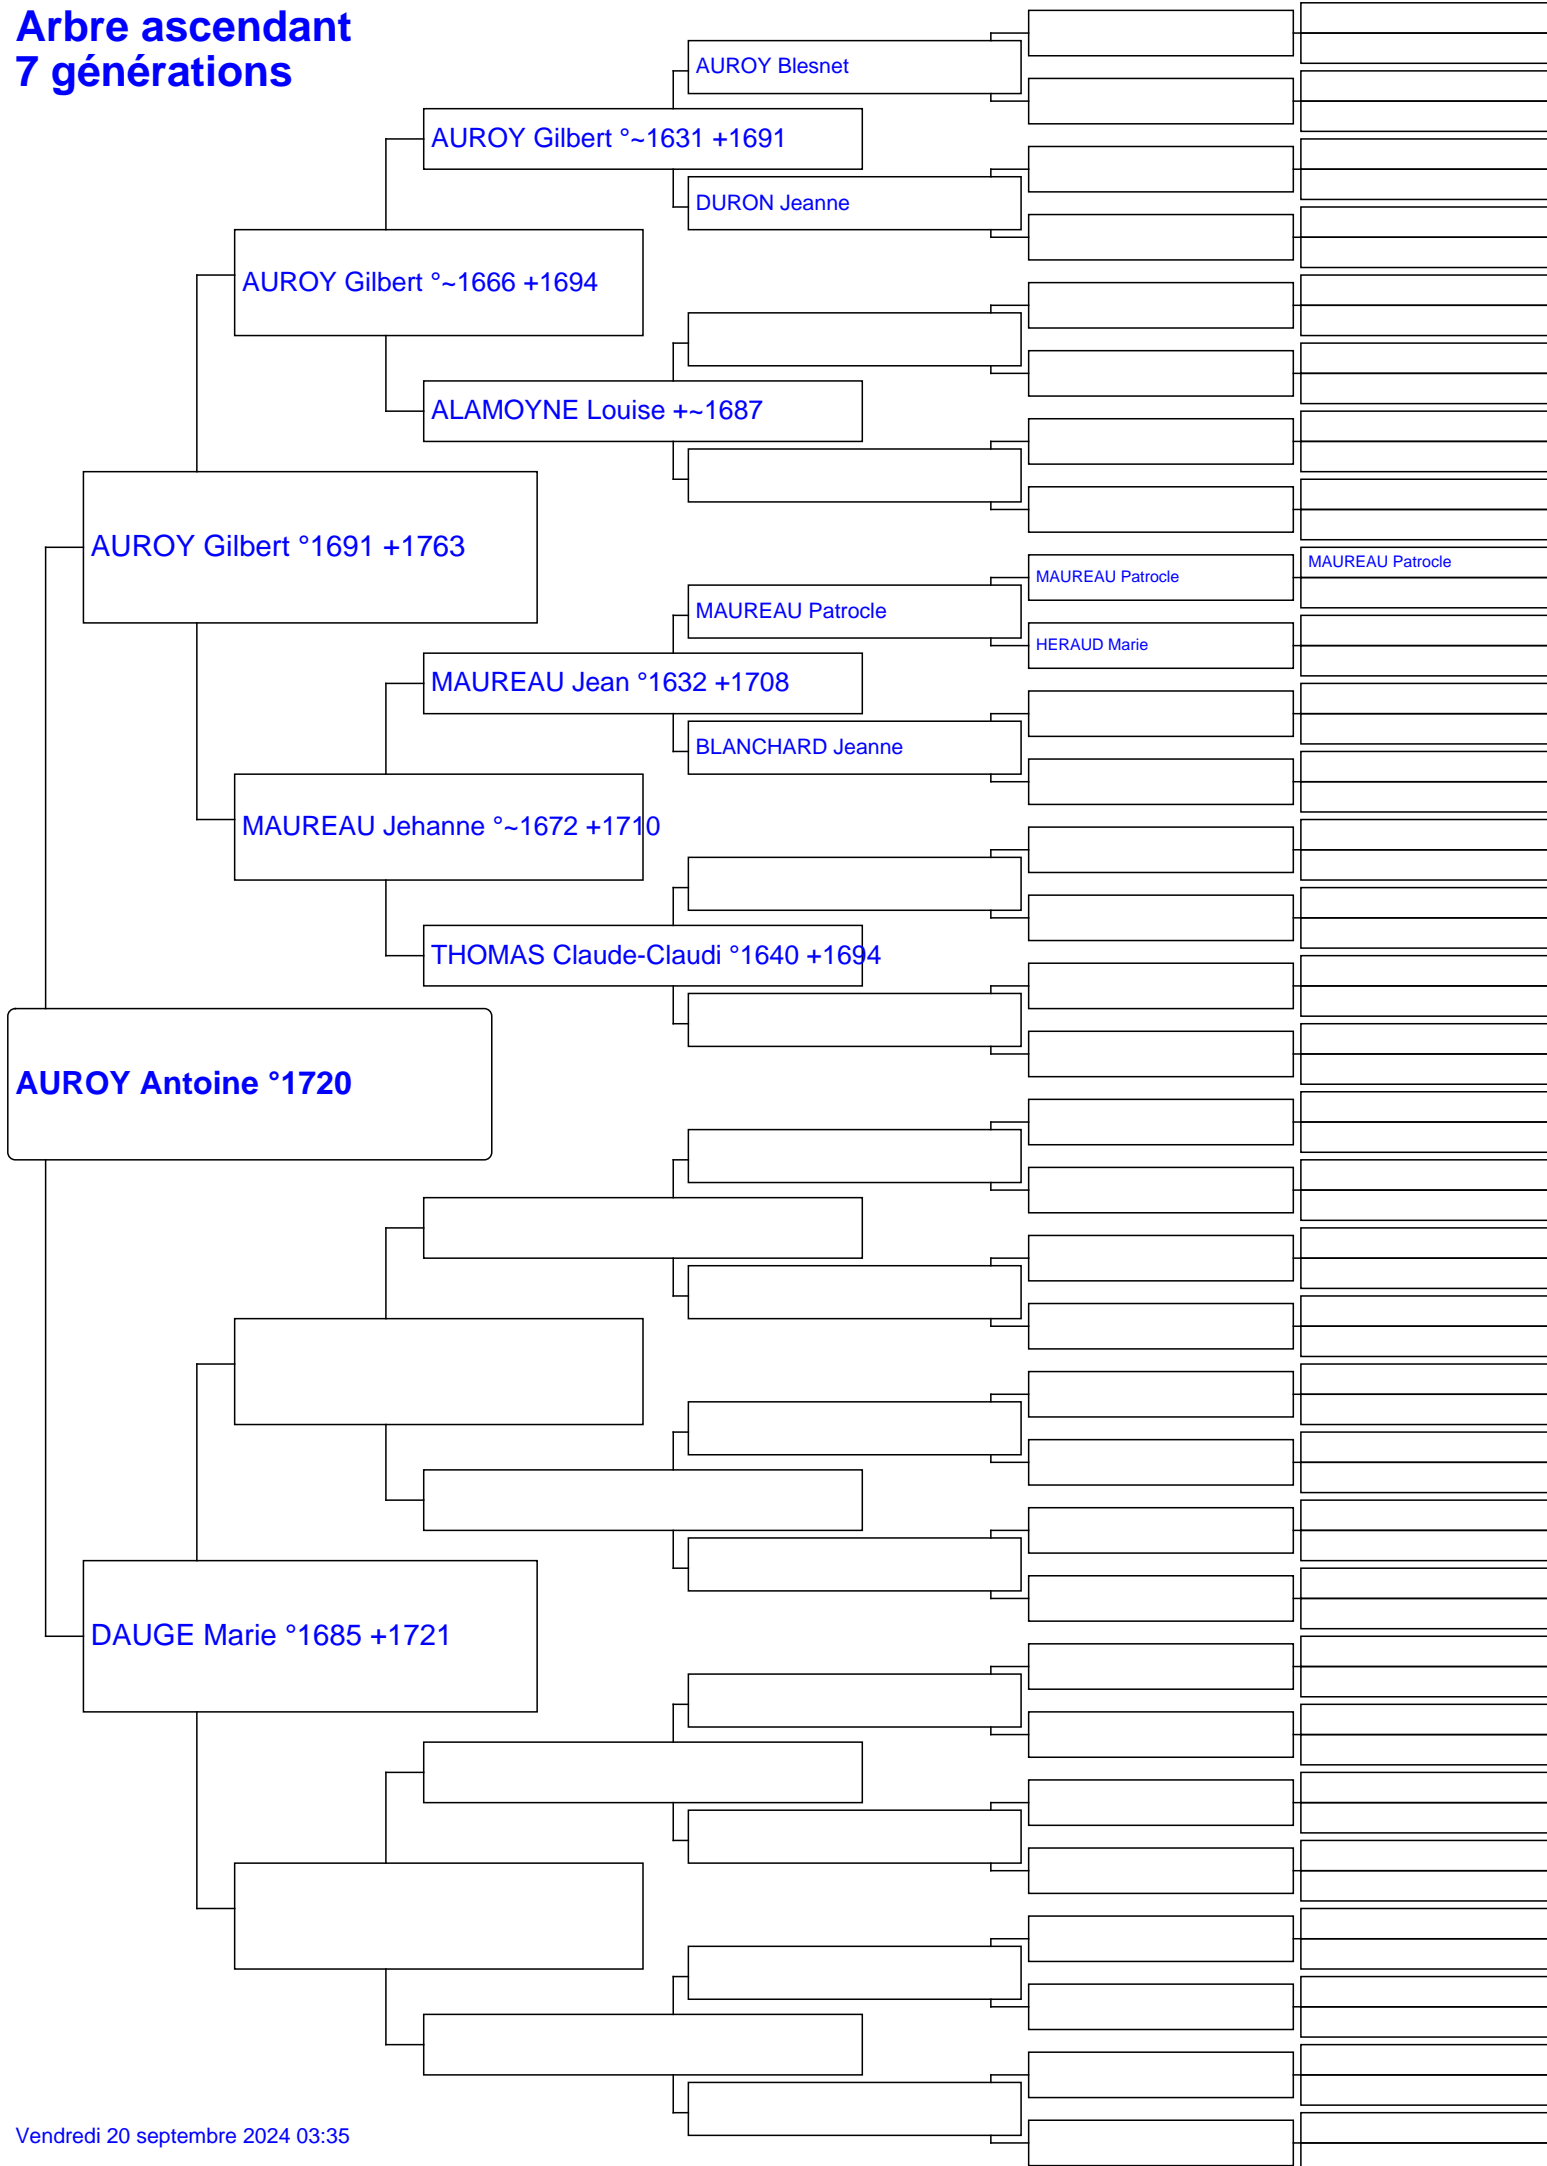 Arbre ascendant
7 générations
AUROY Blesnet
AUROY Gilbert °~1631 +1691
DURON Jeanne
AUROY Gilbert °~1666 +1694
ALAMOYNE Louise +~1687
AUROY Gilbert °1691 +1763
MAUREAU Patrocle
MAUREAU Patrocle
MAUREAU Patrocle
HERAUD Marie
MAUREAU Jean °1632 +1708
BLANCHARD Jeanne
MAUREAU Jehanne °~1672 +1710
THOMAS Claude-Claudi °1640 +1694
AUROY Antoine °1720
DAUGE Marie °1685 +1721
Vendredi 20 septembre 2024 03:35